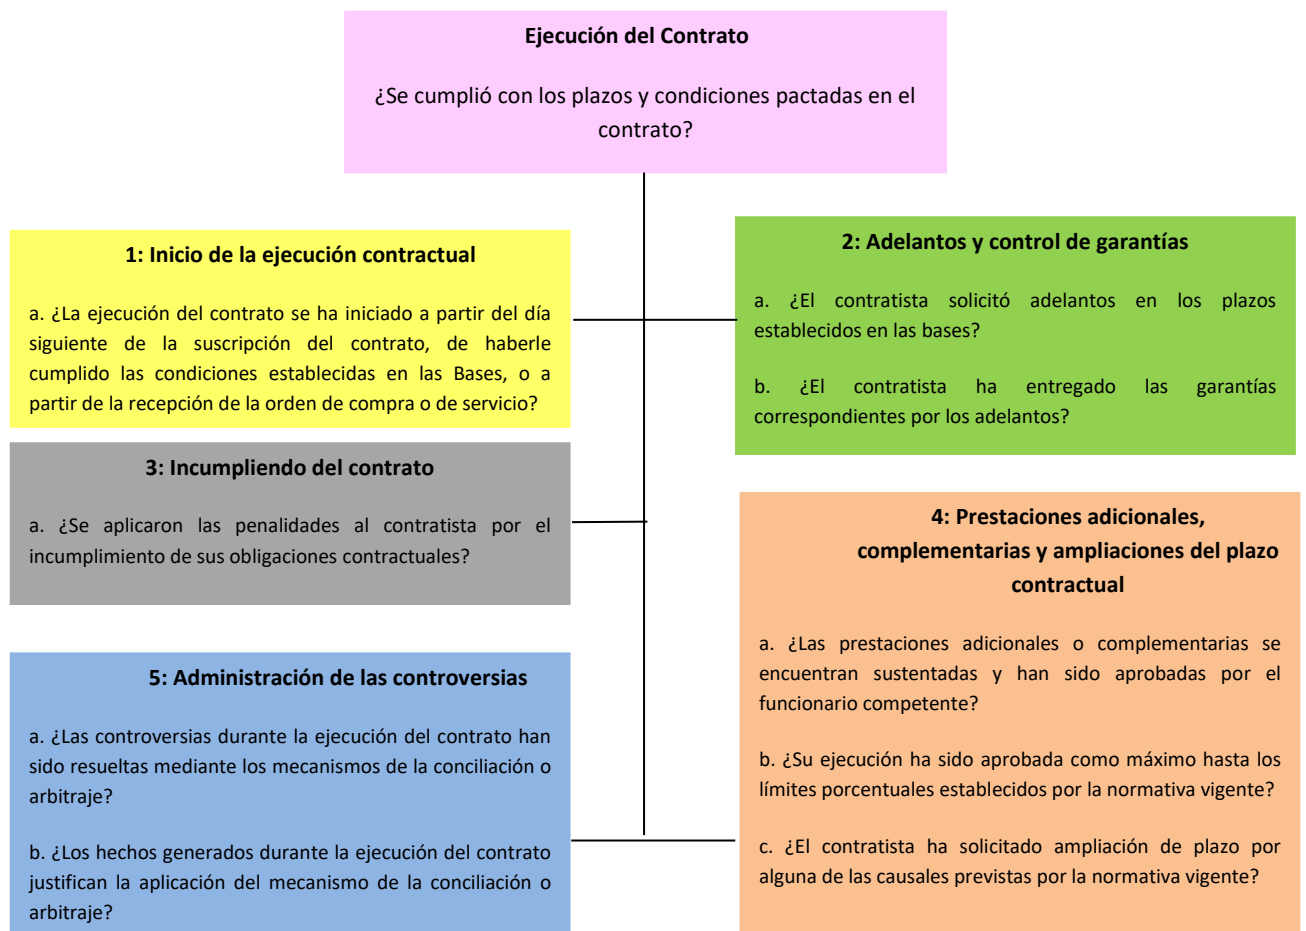 Ejecución del Contrato
¿Se cumplió con los plazos y condiciones pactadas en el
contrato?
1: Inicio de la ejecución contractual
a. ¿La ejecución del contrato se ha iniciado a partir del día
siguiente de la suscripción del contrato, de haberle
cumplido las condiciones establecidas en las Bases, o a
partir de la recepción de la orden de compra o de servicio?
2: Adelantos y control de garantías
a. ¿El contratista solicitó adelantos en los plazos
establecidos en las bases?
b. ¿El contratista ha entregado las garantías
correspondientes por los adelantos?
3: Incumpliendo del contrato
a. ¿Se aplicaron las penalidades al contratista por el
incumplimiento de sus obligaciones contractuales?
4: Prestaciones adicionales,
complementarias y ampliaciones del plazo
contractual
a. ¿Las prestaciones adicionales o complementarias se
encuentran sustentadas y han sido aprobadas por el
funcionario competente?
b. ¿Su ejecución ha sido aprobada como máximo hasta los
límites porcentuales establecidos por la normativa vigente?
c. ¿El contratista ha solicitado ampliación de plazo por
alguna de las causales previstas por la normativa vigente?
5: Administración de las controversias
a. ¿Las controversias durante la ejecución del contrato han
sido resueltas mediante los mecanismos de la conciliación o
arbitraje?
b. ¿Los hechos generados durante la ejecución del contrato
justifican la aplicación del mecanismo de la conciliación o
arbitraje?